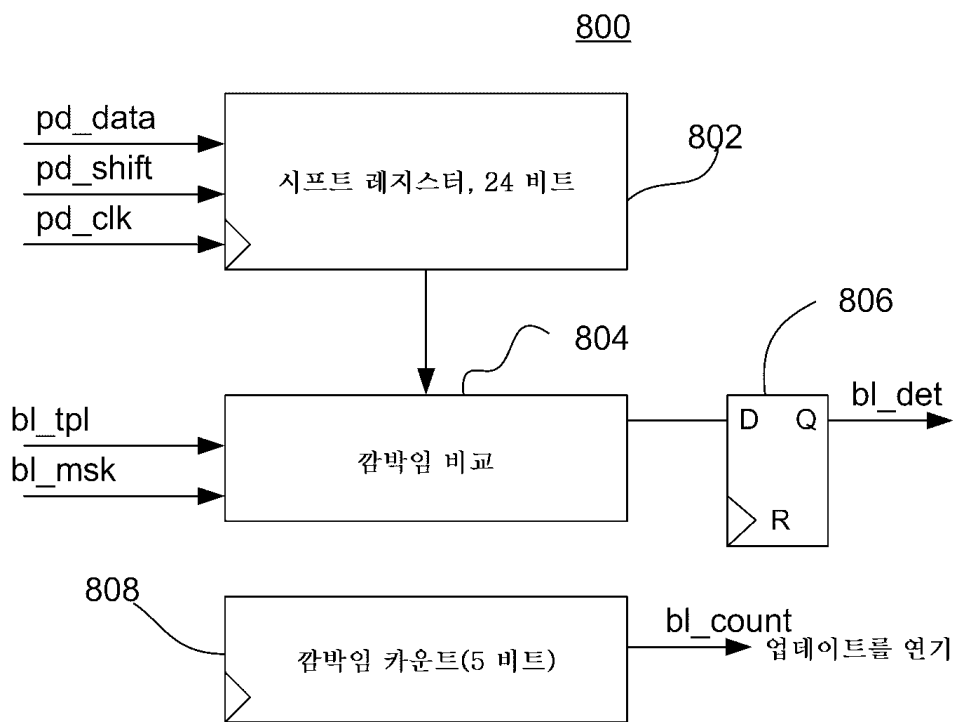 800
pd_data
pd_shift
pd_clk
시프트 레지스터, 24 비트
802
804
806
bl_tpl
bl_msk
깜박임 비교
D Q
R
bl_det
808
깜박임 카운트(5 비트)
bl_count
업데이트를 연기